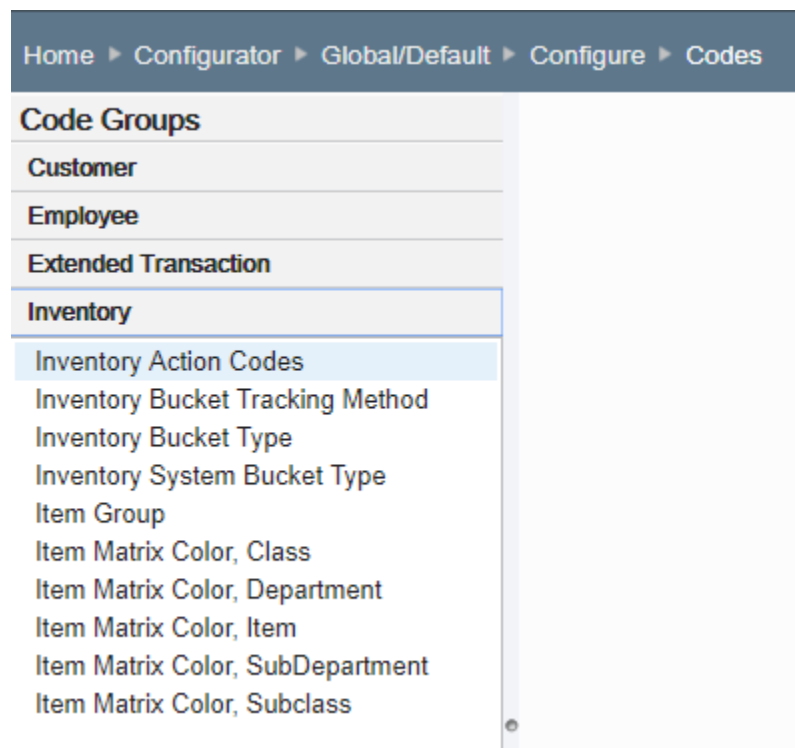 Home ▶ Configurator ▶ Global/Default ▶ Configure ▶ Codes
Code Groups
Customer
Employee
Extended Transaction
Inventory
Inventory Action Codes
Inventory Bucket Tracking Method
Inventory Bucket Type
Inventory System Bucket Type
Item Group
Item Matrix Color, Class
Item Matrix Color, Department
Item Matrix Color, Item
Item Matrix Color, SubDepartment
Item Matrix Color, Subclass